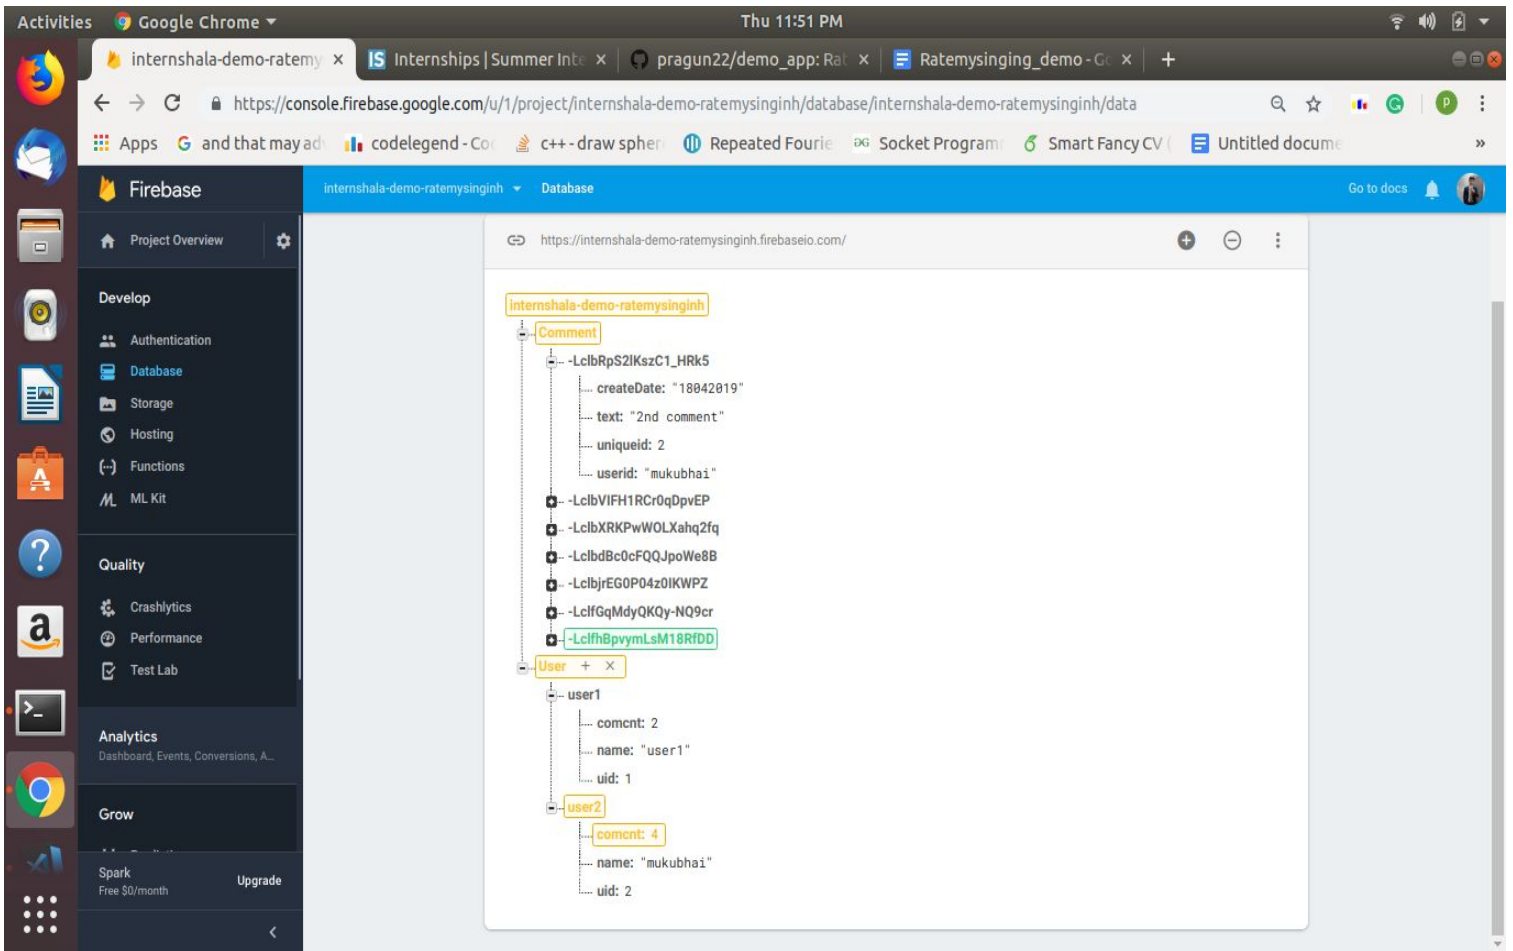 Activities Google Chrome Thu 11:51 PM
internshala-demo-ratemy Internships | Summer Inte pragun22/demo_app: Rat Ratemysinging_demo - Go
https://console.firebase.google.com/u/1/project/internshala-demo-ratemysinginh/database/internshala-demo-ratemysinginh/data
Apps and that may adv codelegend - Co c++ - draw spher Repeated Fourie Socket Program Smart Fancy CV ( Untitled docume »
Firebase internshala-demo-ratemysinginh Database Go to docs
Project Overview
https://internshala-demo-ratemysinginh.firebaseio.com/
Develop
Authentication
Database
Storage
Hosting
Functions
ML Kit
Quality
Crashlytics
Performance
Test Lab
Analytics
Dashboard, Events, Conversions, A...
Grow
Spark
Free $0/month
Upgrade
internshala-demo-ratemysinginh
Comment
-LclbRpS2lKszC1_HRk5
createDate: "18042019"
text: "2nd comment"
uniqueid: 2
userid: "mukubhai"
-LclbVIFH1RCr0qDpvEP
-LclbXRKPwWOLXahq2fq
-LclbdBc0cFQQJpoWe8B
-LclbjrEG0P04z0IKWPZ
-LclfGqMdyQKQy-NQ9cr
-LclfhBpvymLsM18RfDD
User + ×
user1
comcnt: 2
name: "user1"
uid: 1
user2
comcnt: 4
name: "mukubhai"
uid: 2